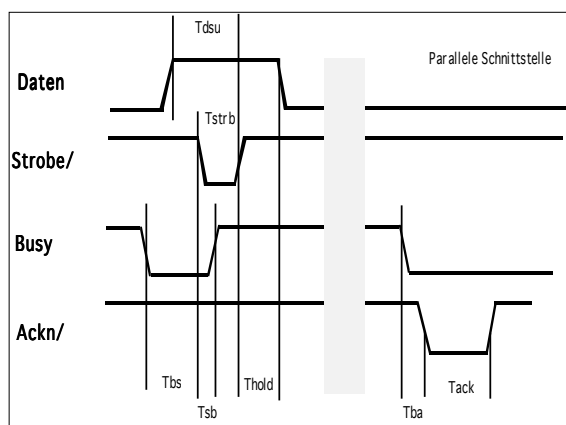 Tdsu
Parallele Schnittstelle
Daten
Tstrb
Strobe/
Busy
Ackn/
Tbs
Thold
Tack
Tsb
Tba